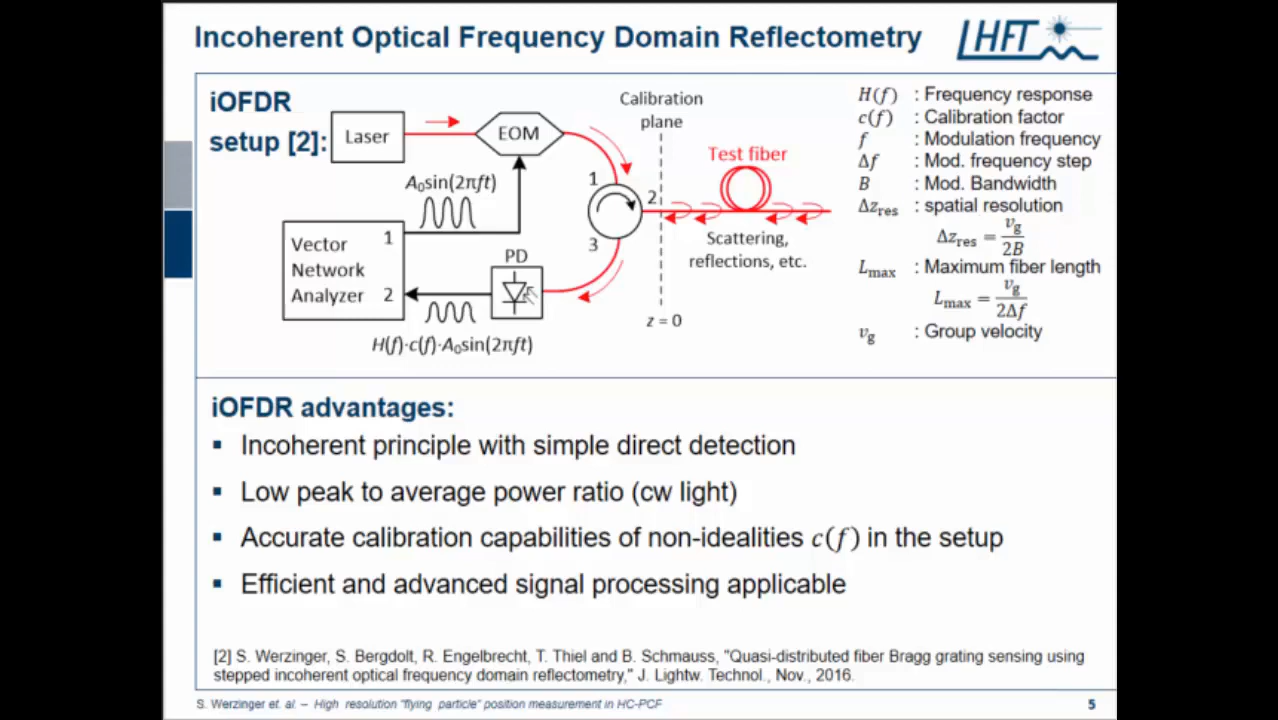 Incoherent Optical Frequency Domain Reflectometry
LHFT
iOFDR
setup [2]:
Laser
EOM
Calibration
plane
Test fiber
A₀sin(2πft)
1
2
3
Vector
Network
Analyzer
1
2
PD
Scattering,
reflections, etc.
z = 0
H(f)·c(f)·A₀sin(2πft)
H(f) : Frequency response
c(f) : Calibration factor
f : Modulation frequency
Δf : Mod. frequency step
B : Mod. Bandwidth
Δz_res : spatial resolution
Δz_res = v_g / 2B
L_max : Maximum fiber length
L_max = v_g / 2Δf
v_g : Group velocity
iOFDR advantages:
▪ Incoherent principle with simple direct detection
▪ Low peak to average power ratio (cw light)
▪ Accurate calibration capabilities of non-idealities c(f) in the setup
▪ Efficient and advanced signal processing applicable
[2] S. Werzinger, S. Bergdolt, R. Engelbrecht, T. Thiel and B. Schmauss, "Quasi-distributed fiber Bragg grating sensing using
stepped incoherent optical frequency domain reflectometry," J. Lightw. Technol., Nov., 2016.
S. Werzinger et. al. – High resolution "flying particle" position measurement in HC-PCF
5